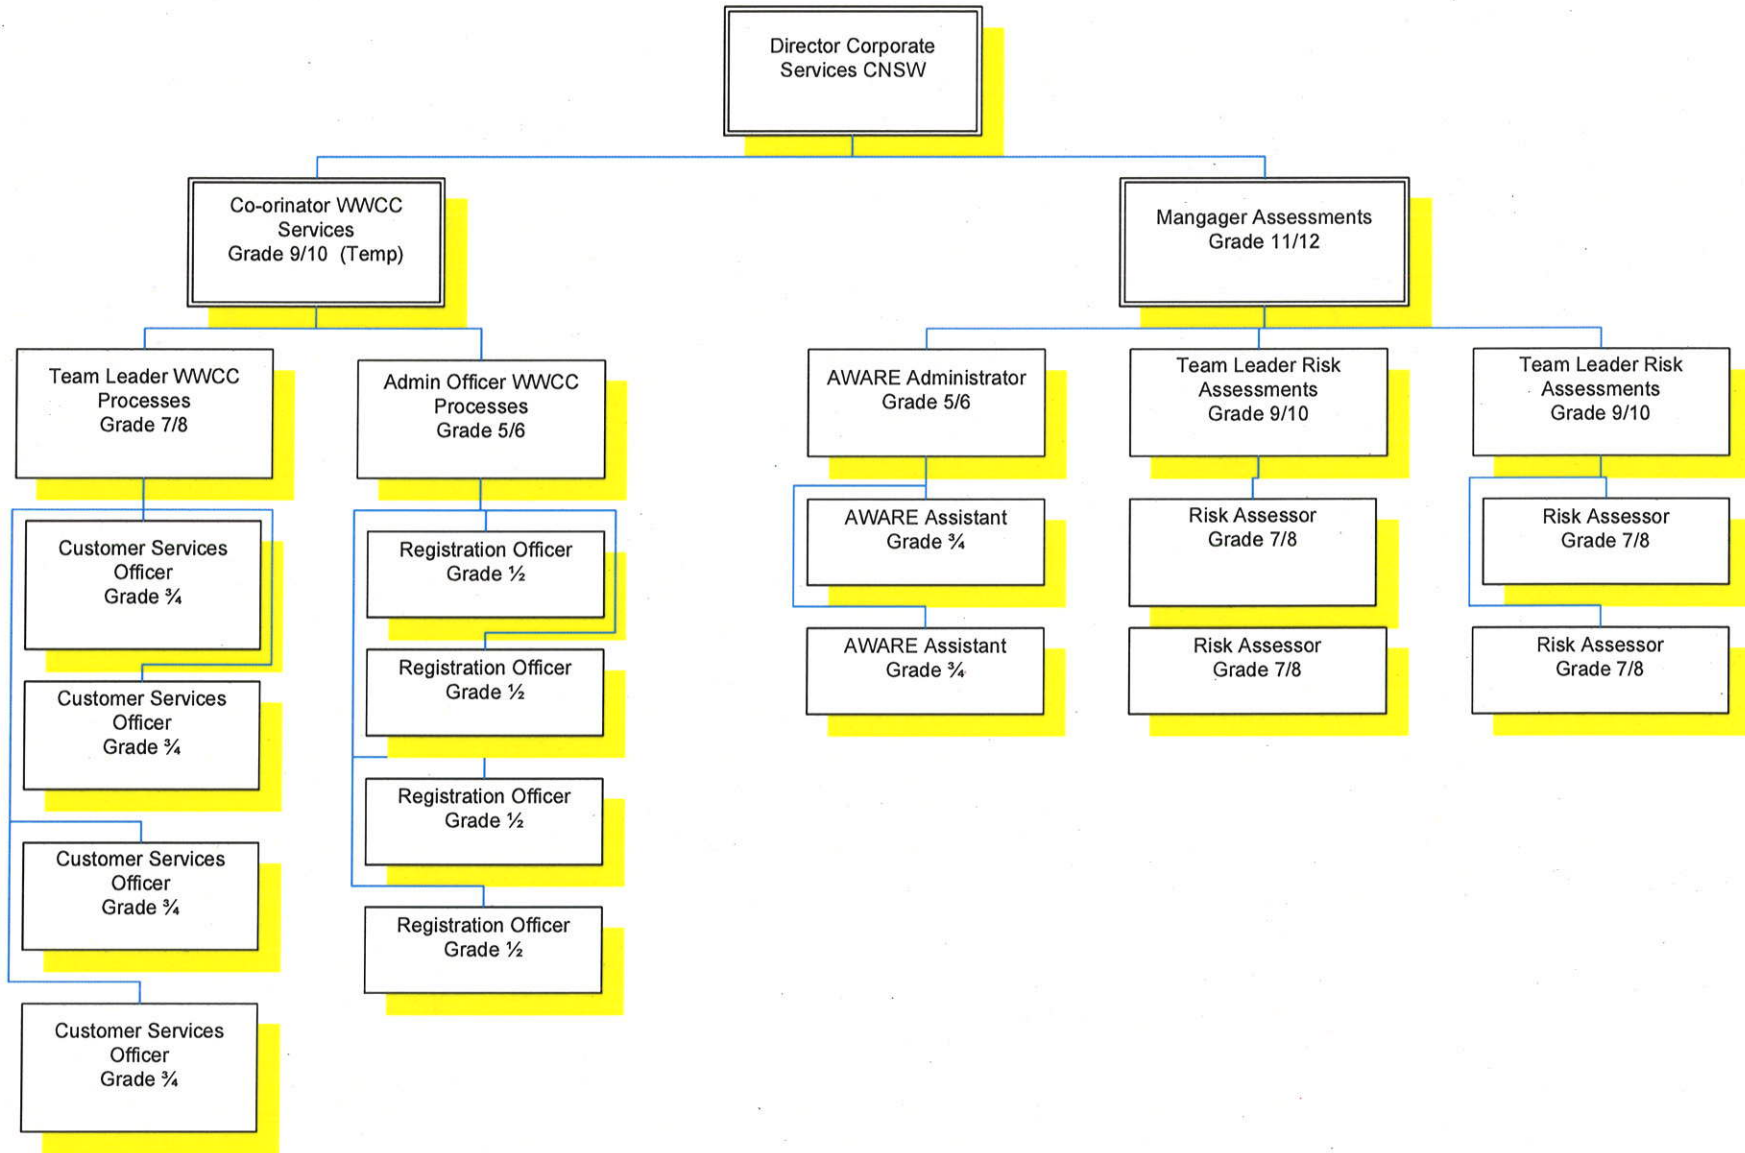 Director Corporate
Services CNSW
Co-orinator WWCC
Services
Grade 9/10 (Temp)
Mangager Assessments
Grade 11/12
Team Leader WWCC
Processes
Grade 7/8
Admin Officer WWCC
Processes
Grade 5/6
AWARE Administrator
Grade 5/6
Team Leader Risk
Assessments
Grade 9/10
Team Leader Risk
Assessments
Grade 9/10
Customer Services
Officer
Grade ¾
Customer Services
Officer
Grade ¾
Customer Services
Officer
Grade ¾
Customer Services
Officer
Grade ¾
Registration Officer
Grade ½
Registration Officer
Grade ½
Registration Officer
Grade ½
Registration Officer
Grade ½
AWARE Assistant
Grade ¾
AWARE Assistant
Grade ¾
Risk Assessor
Grade 7/8
Risk Assessor
Grade 7/8
Risk Assessor
Grade 7/8
Risk Assessor
Grade 7/8